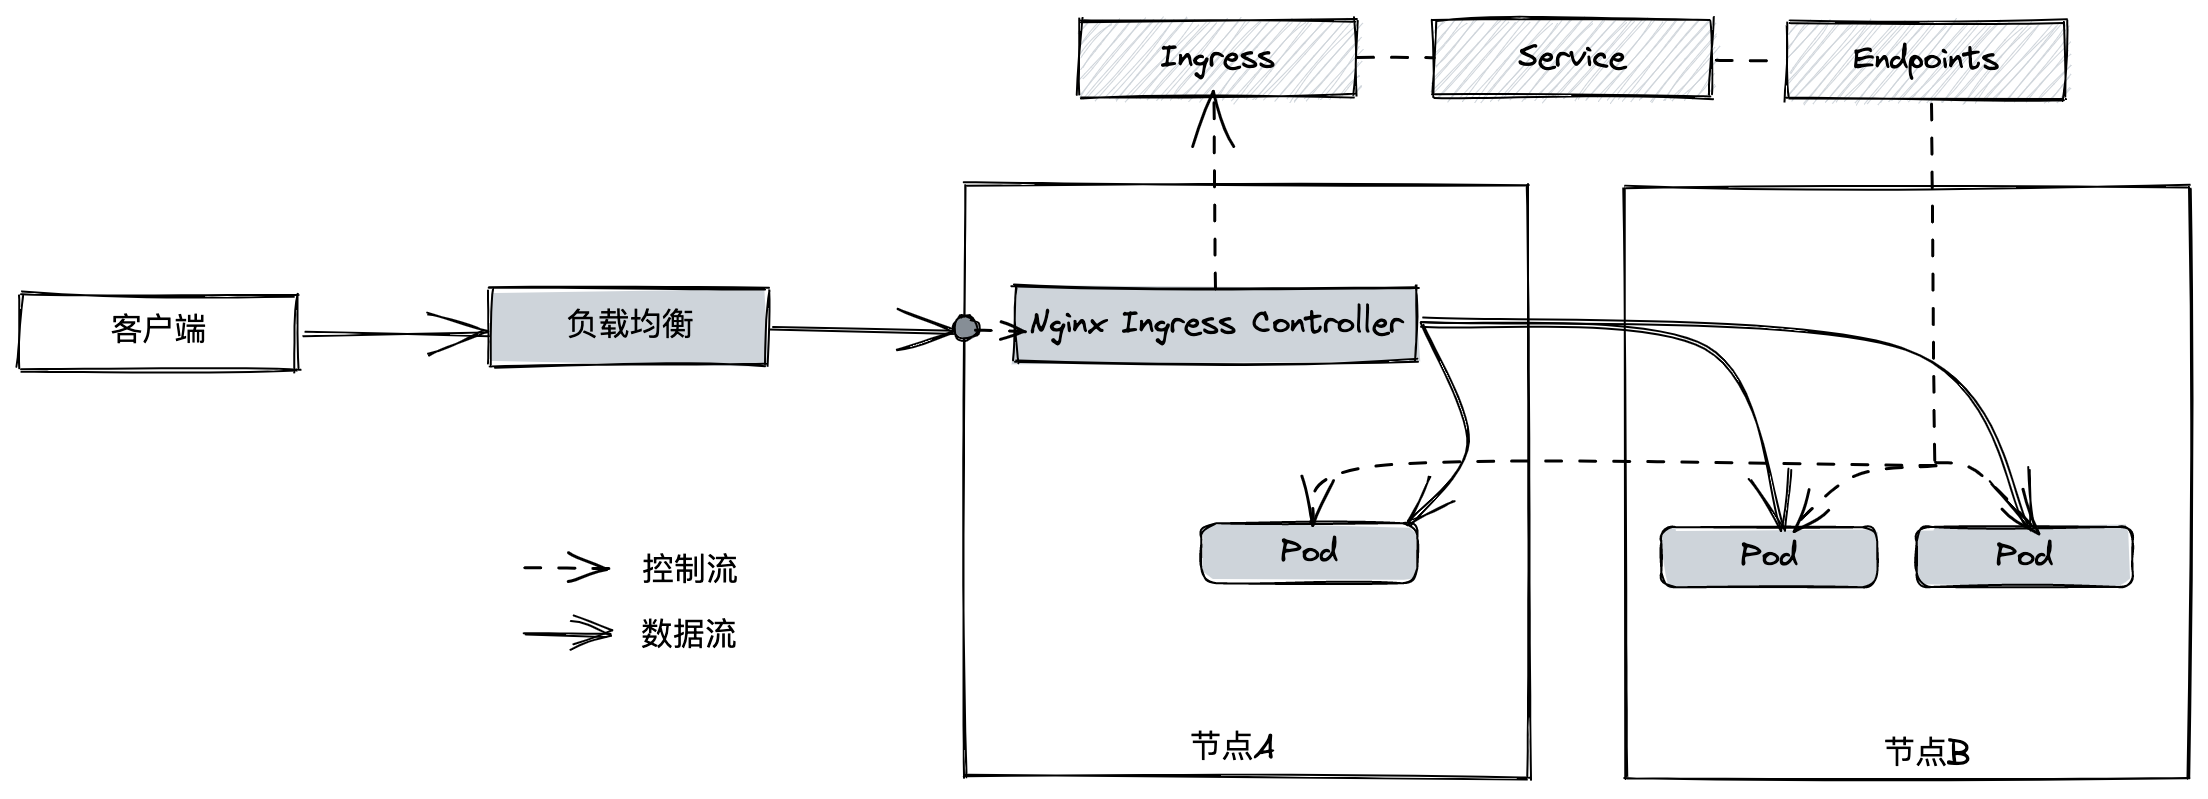 Ingress
Service
Endpoints
客户端
负载均衡
Nginx Ingress Controller
Pod
Pod
Pod
控制流
数据流
节点A
节点B